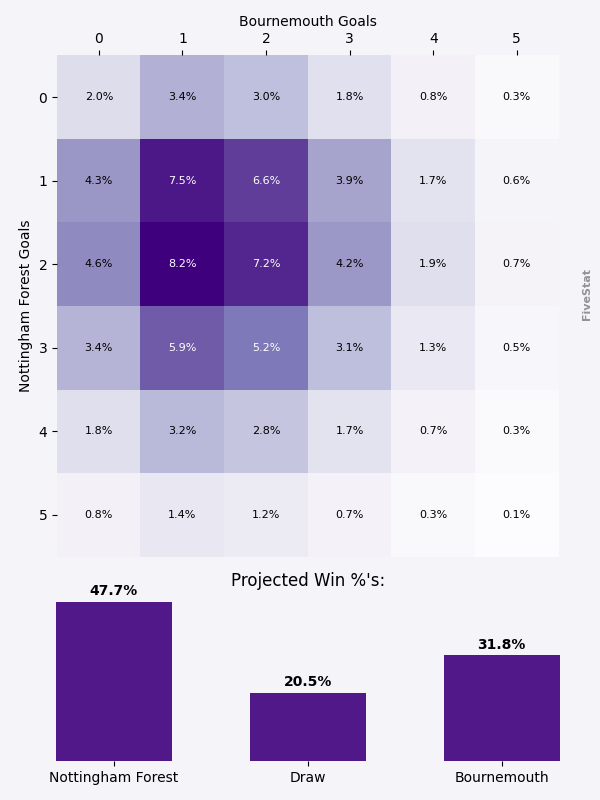 Bournemouth Goals
0 1 2 3 4 5
Nottingham Forest Goals
0 2.0% 3.4% 3.0% 1.8% 0.8% 0.3%
1 4.3% 7.5% 6.6% 3.9% 1.7% 0.6%
2 4.6% 8.2% 7.2% 4.2% 1.9% 0.7%
3 3.4% 5.9% 5.2% 3.1% 1.3% 0.5%
4 1.8% 3.2% 2.8% 1.7% 0.7% 0.3%
5 0.8% 1.4% 1.2% 0.7% 0.3% 0.1%
FiveStat
Projected Win %'s:
47.7% 20.5% 31.8%
Nottingham Forest Draw Bournemouth